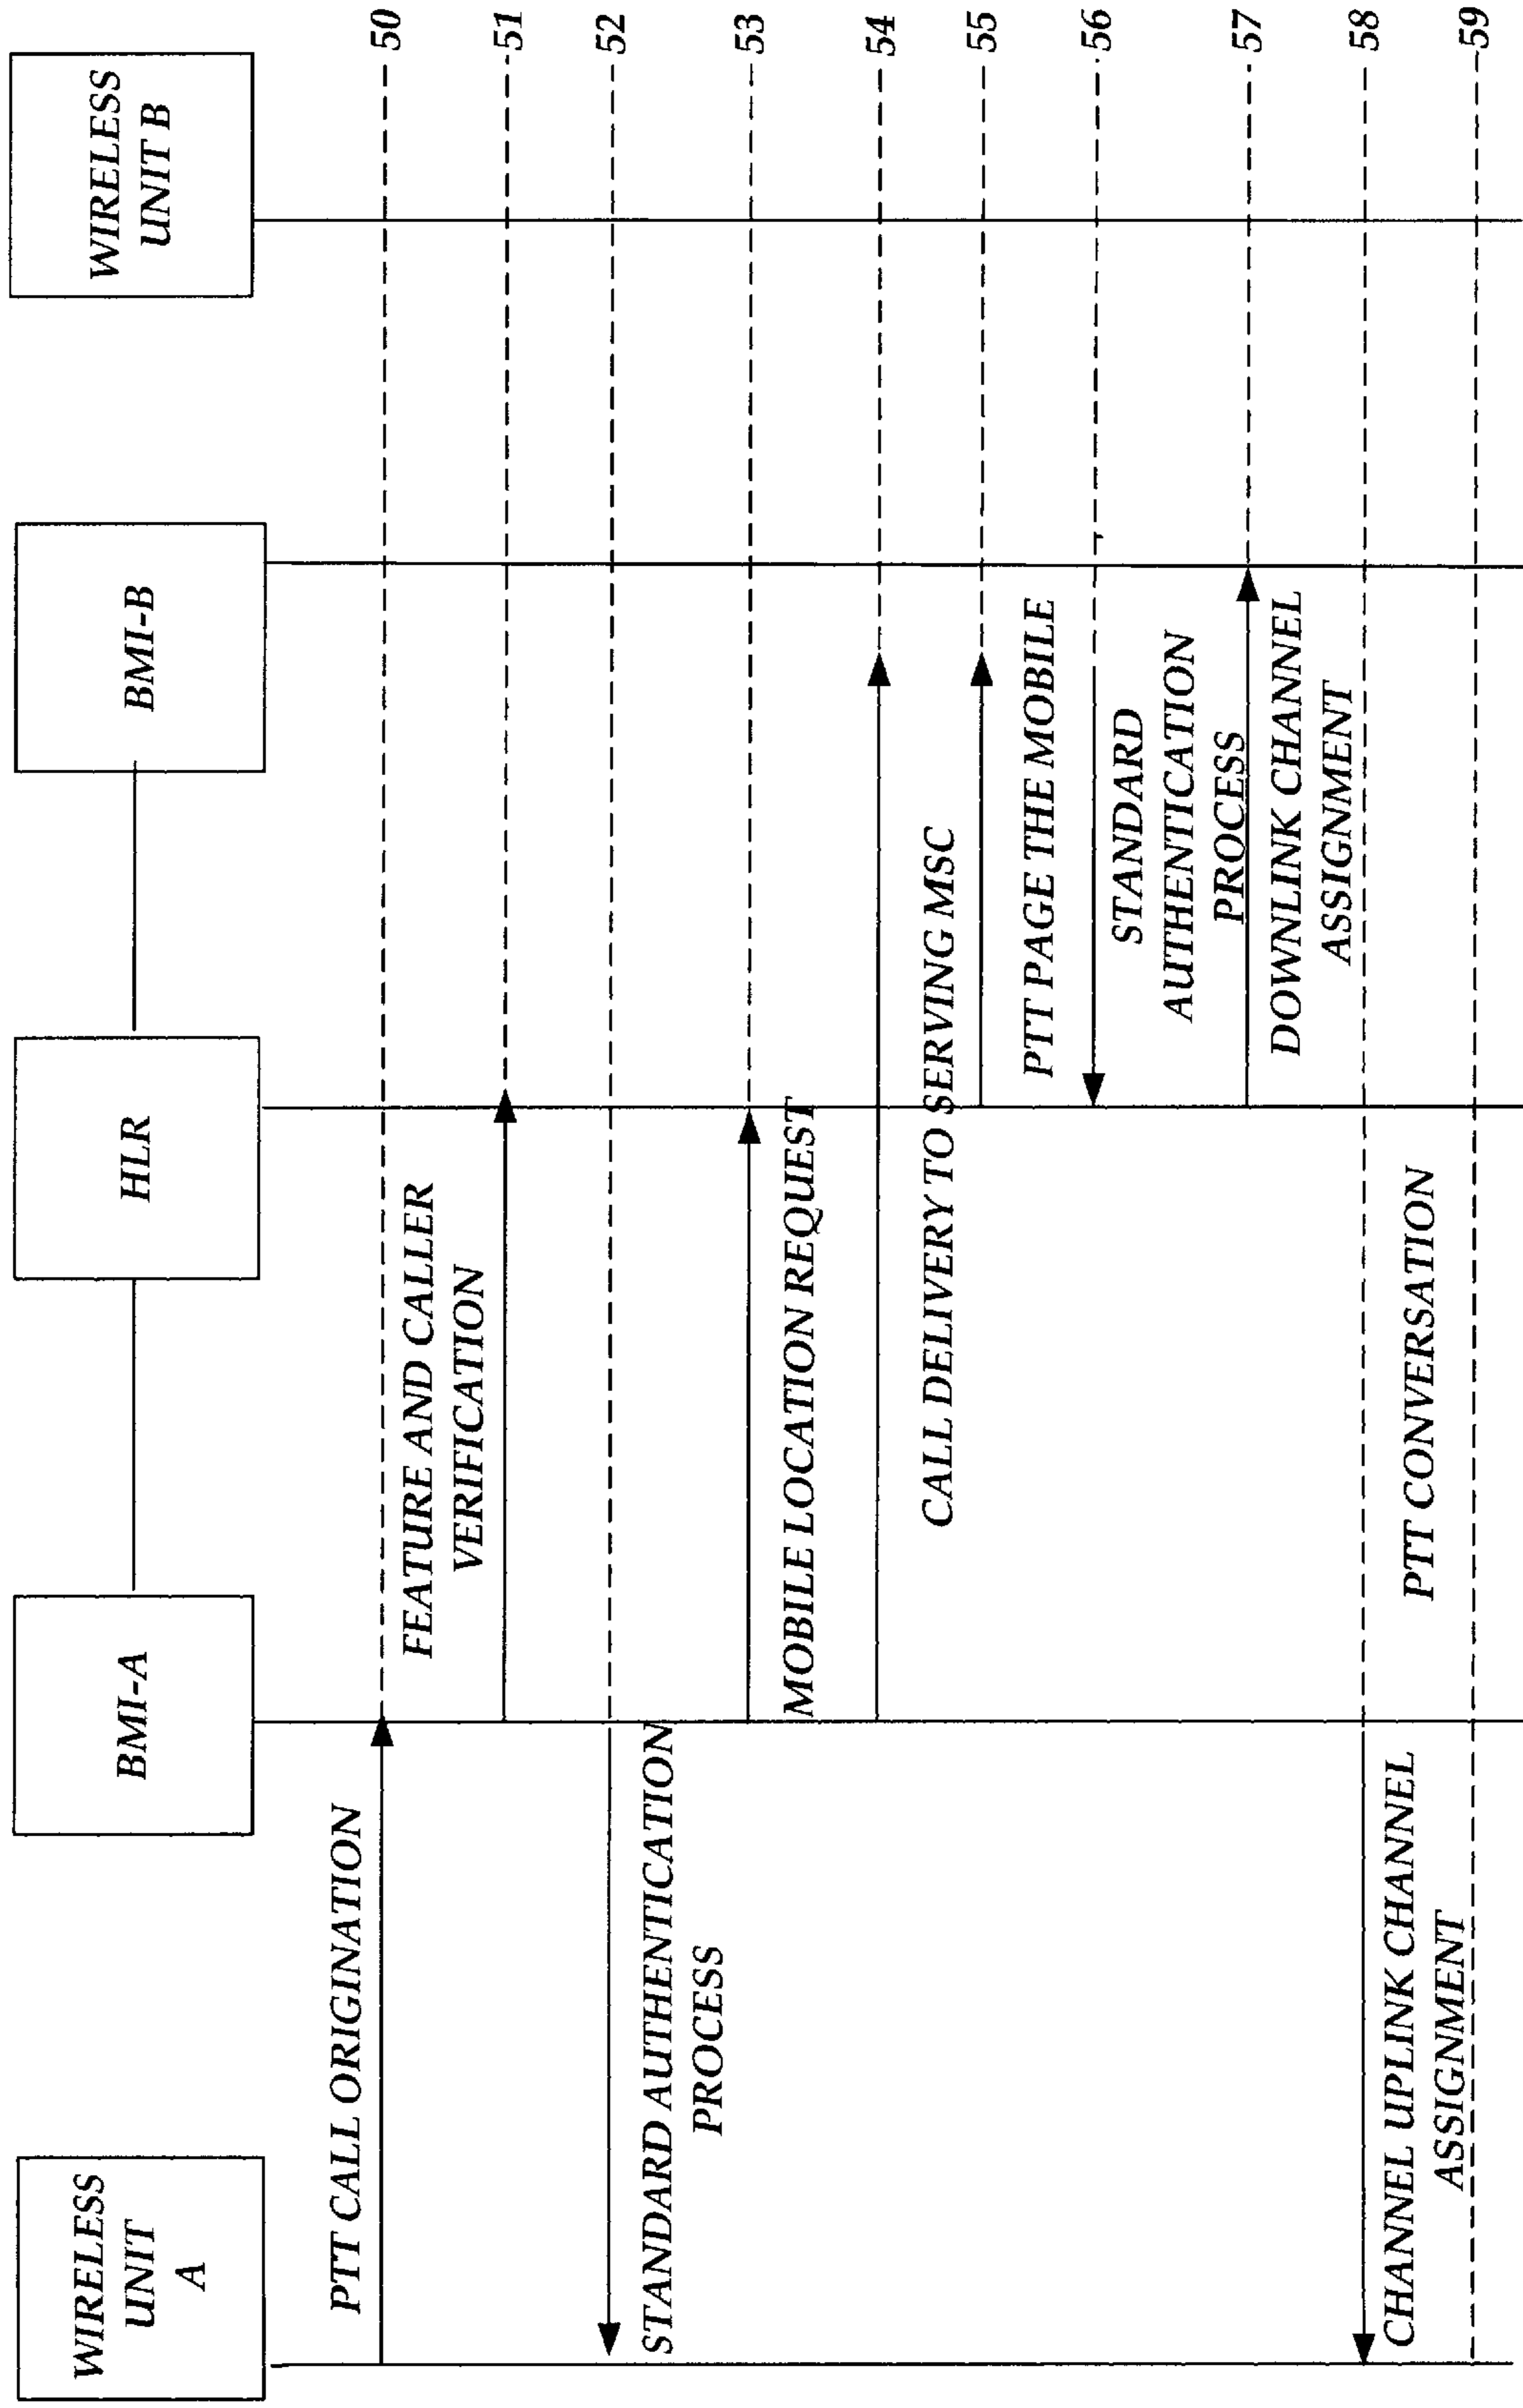 WIRELESS
UNIT
A
BMI-A
HLR
BMI-B
WIRELESS
UNIT B
PTT CALL ORIGINATION
50
FEATURE AND CALLER
VERIFICATION
51
52
STANDARD AUTHENTICATION
PROCESS
53
MOBILE LOCATION REQUEST
54
CALL DELIVERY TO SERVING MSC
55
PTT PAGE THE MOBILE
56
STANDARD
AUTHENTICATION
PROCESS
57
DOWNLINK CHANNEL
ASSIGNMENT
58
CHANNEL UPLINK CHANNEL
ASSIGNMENT
PTT CONVERSATION
59